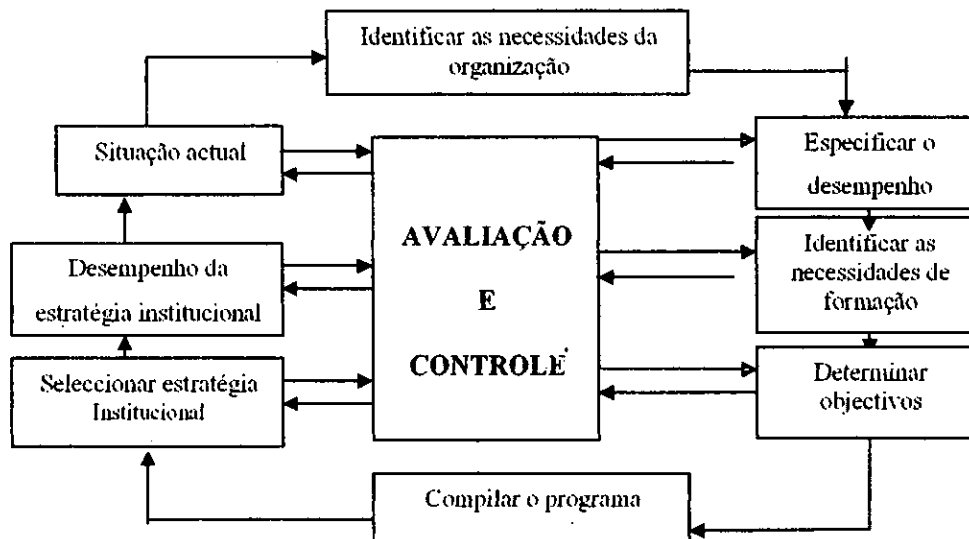 Identificar as necessidades da
organização
Situação actual
Especificar o
desempenho
AVALIAÇÃO
E
CONTROLE
Desempenho da
estratégia institucional
Identificar as
necessidades de
formação
Seleccionar estratégia
Institucional
Determinar
objectivos
Compilar o programa